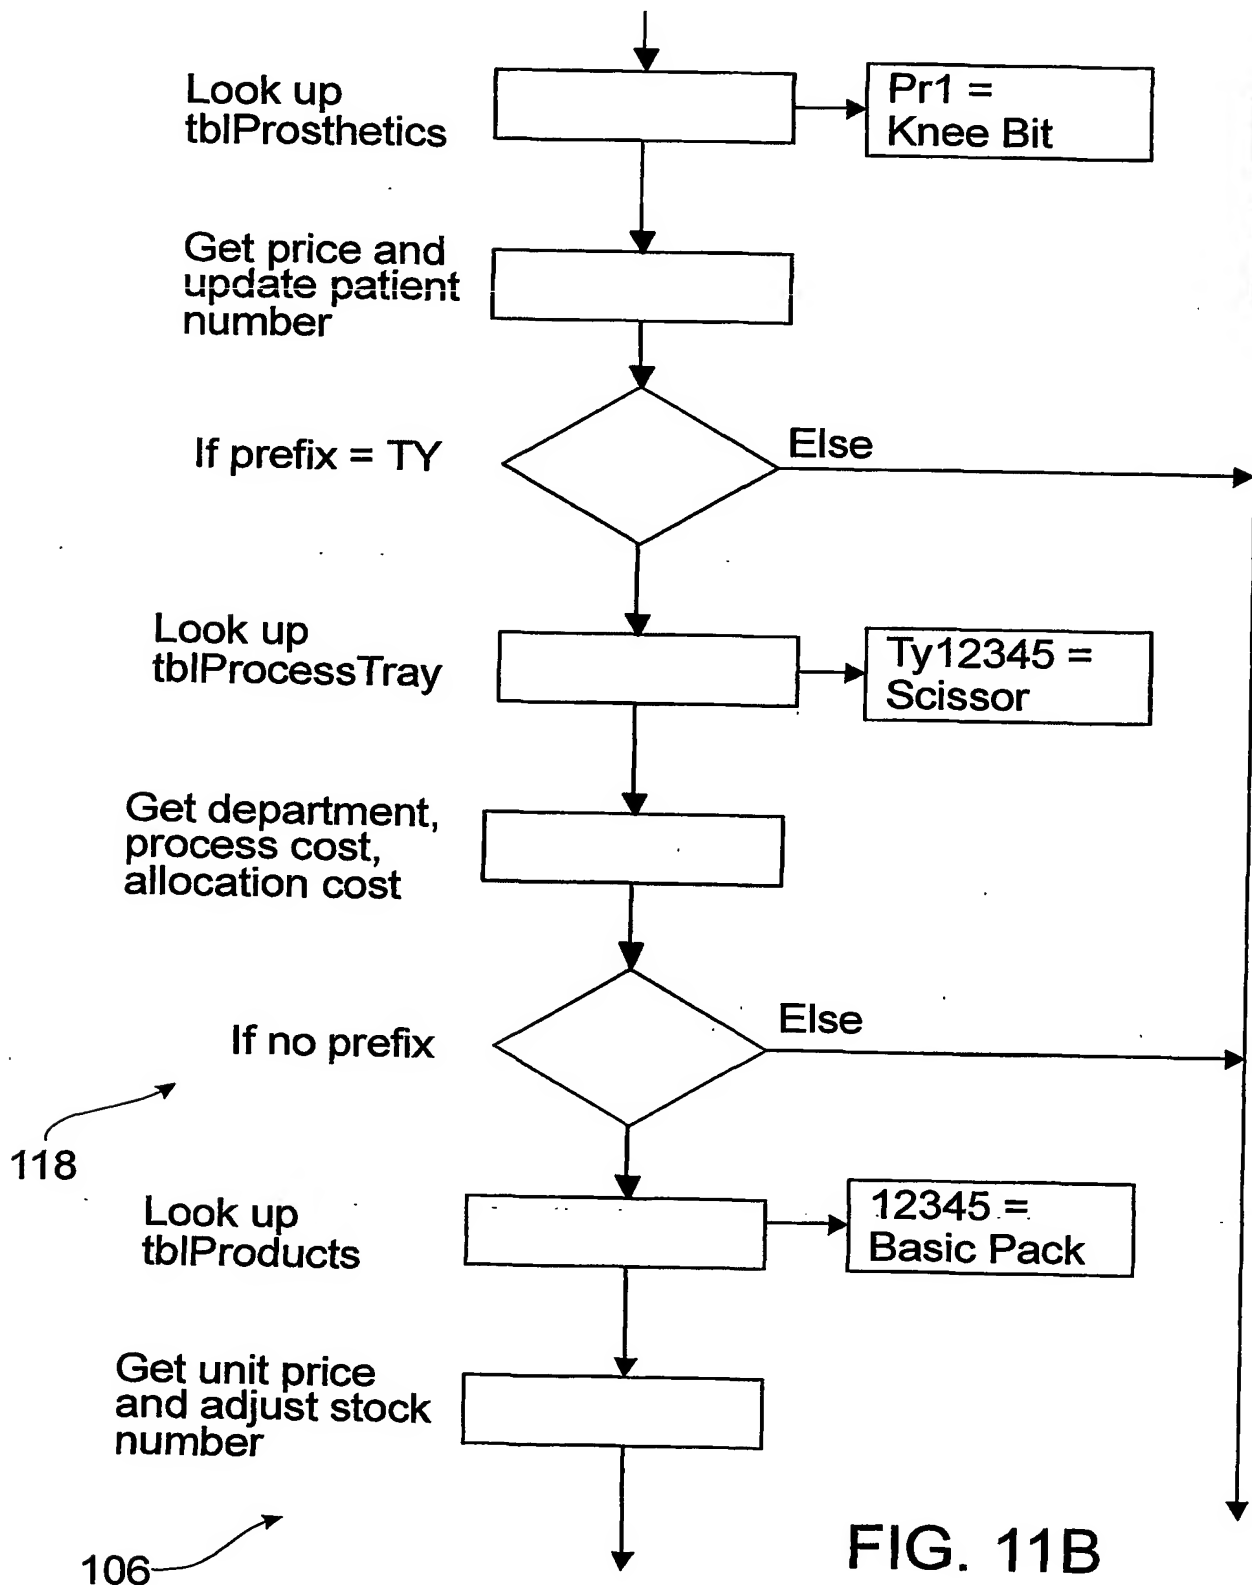 Look up
tblProsthetics
Pr1 =
Knee Bit
Get price and
update patient
number
If prefix = TY
Else
Look up
tblProcessTray
Ty12345 =
Scissor
Get department,
process cost,
allocation cost
If no prefix
Else
118
Look up
tblProducts
12345 =
Basic Pack
Get unit price
and adjust stock
number
106
FIG. 11B